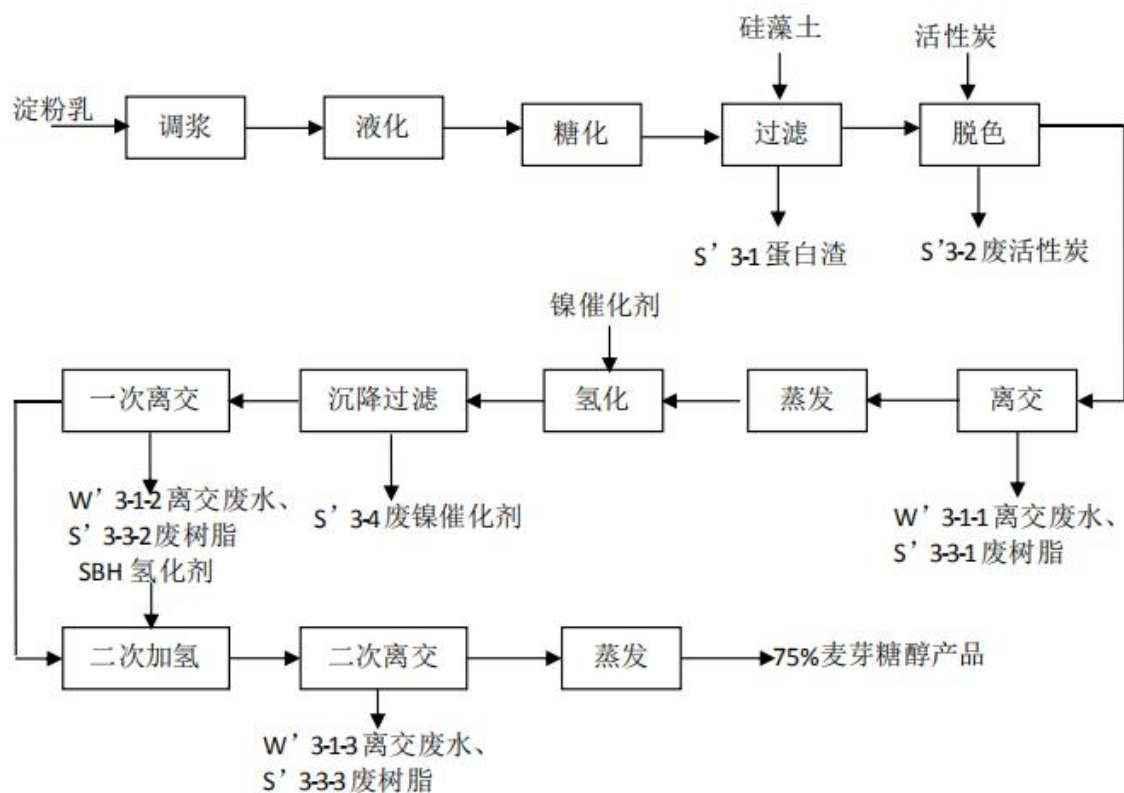 硅藻土
活性炭
淀粉乳
调浆
液化
糖化
过滤
脱色
S’ 3-1 蛋白渣
S’3-2 废活性炭
镍催化剂
一次离交
沉降过滤
氢化
蒸发
离交
W’ 3-1-2 离交废水、
S’ 3-3-2 废树脂
S’ 3-4 废镍催化剂
W’ 3-1-1 离交废水、
S’ 3-3-1 废树脂
SBH 氢化剂
二次加氢
二次离交
蒸发
75%麦芽糖醇产品
W’ 3-1-3 离交废水、
S’ 3-3-3 废树脂